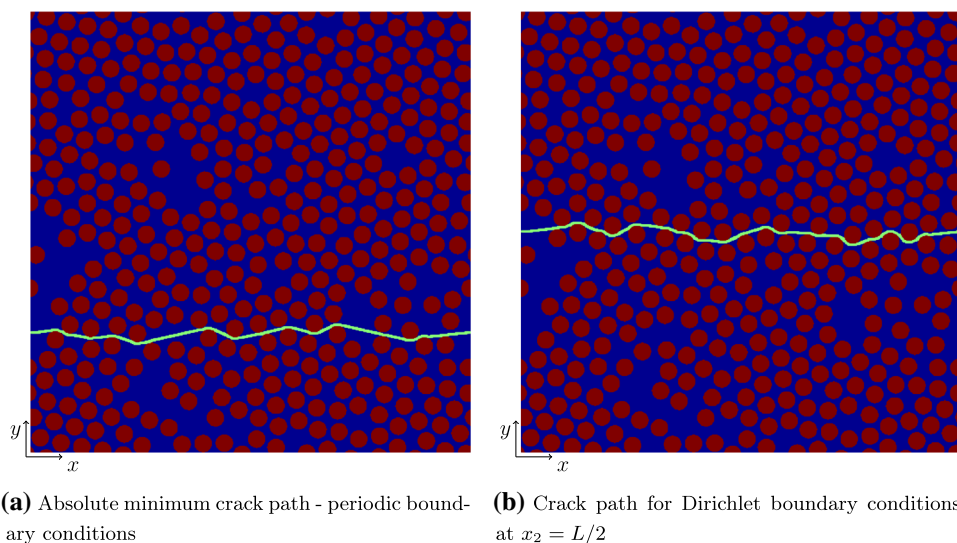 y
x
y
x
(a) Absolute minimum crack path - periodic bound-
ary conditions
(b) Crack path for Dirichlet boundary conditions
at x₂ = L/2